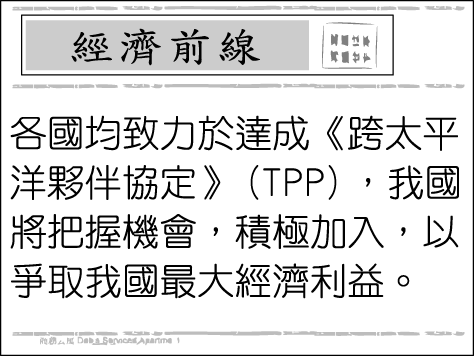 經濟前線
各國均致力於達成《跨太平
洋夥伴協定》(TPP)，我國
將把握機會，積極加入，以
爭取我國最大經濟利益。